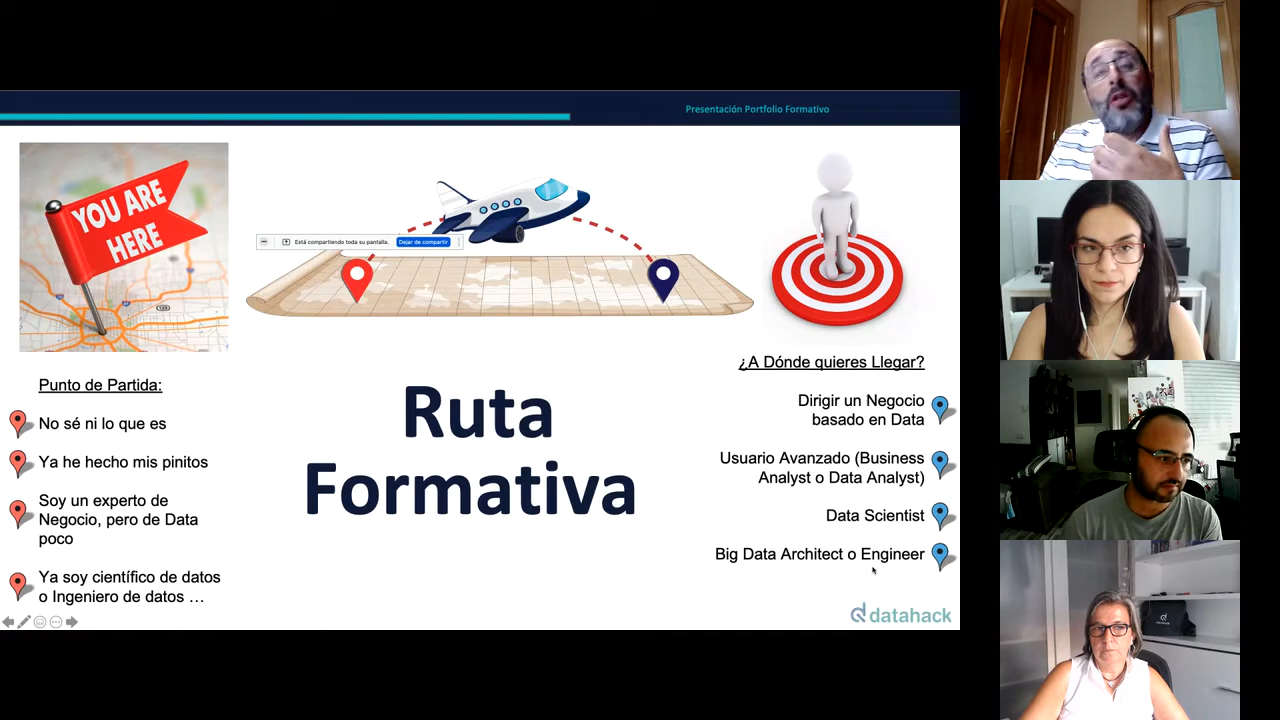 Presentación Portfolio Formativo
YOU ARE
HERE
Está compartiendo toda su pantalla.
Dejar de compartir
¿A Dónde quieres Llegar?
Punto de Partida:
No sé ni lo que es
Ya he hecho mis pinitos
Soy un experto de
Negocio, pero de Data
poco
Ya soy científico de datos
o Ingeniero de datos ...
Ruta
Formativa
Dirigir un Negocio
basado en Data
Usuario Avanzado (Business
Analyst o Data Analyst)
Data Scientist
Big Data Architect o Engineer
datahack